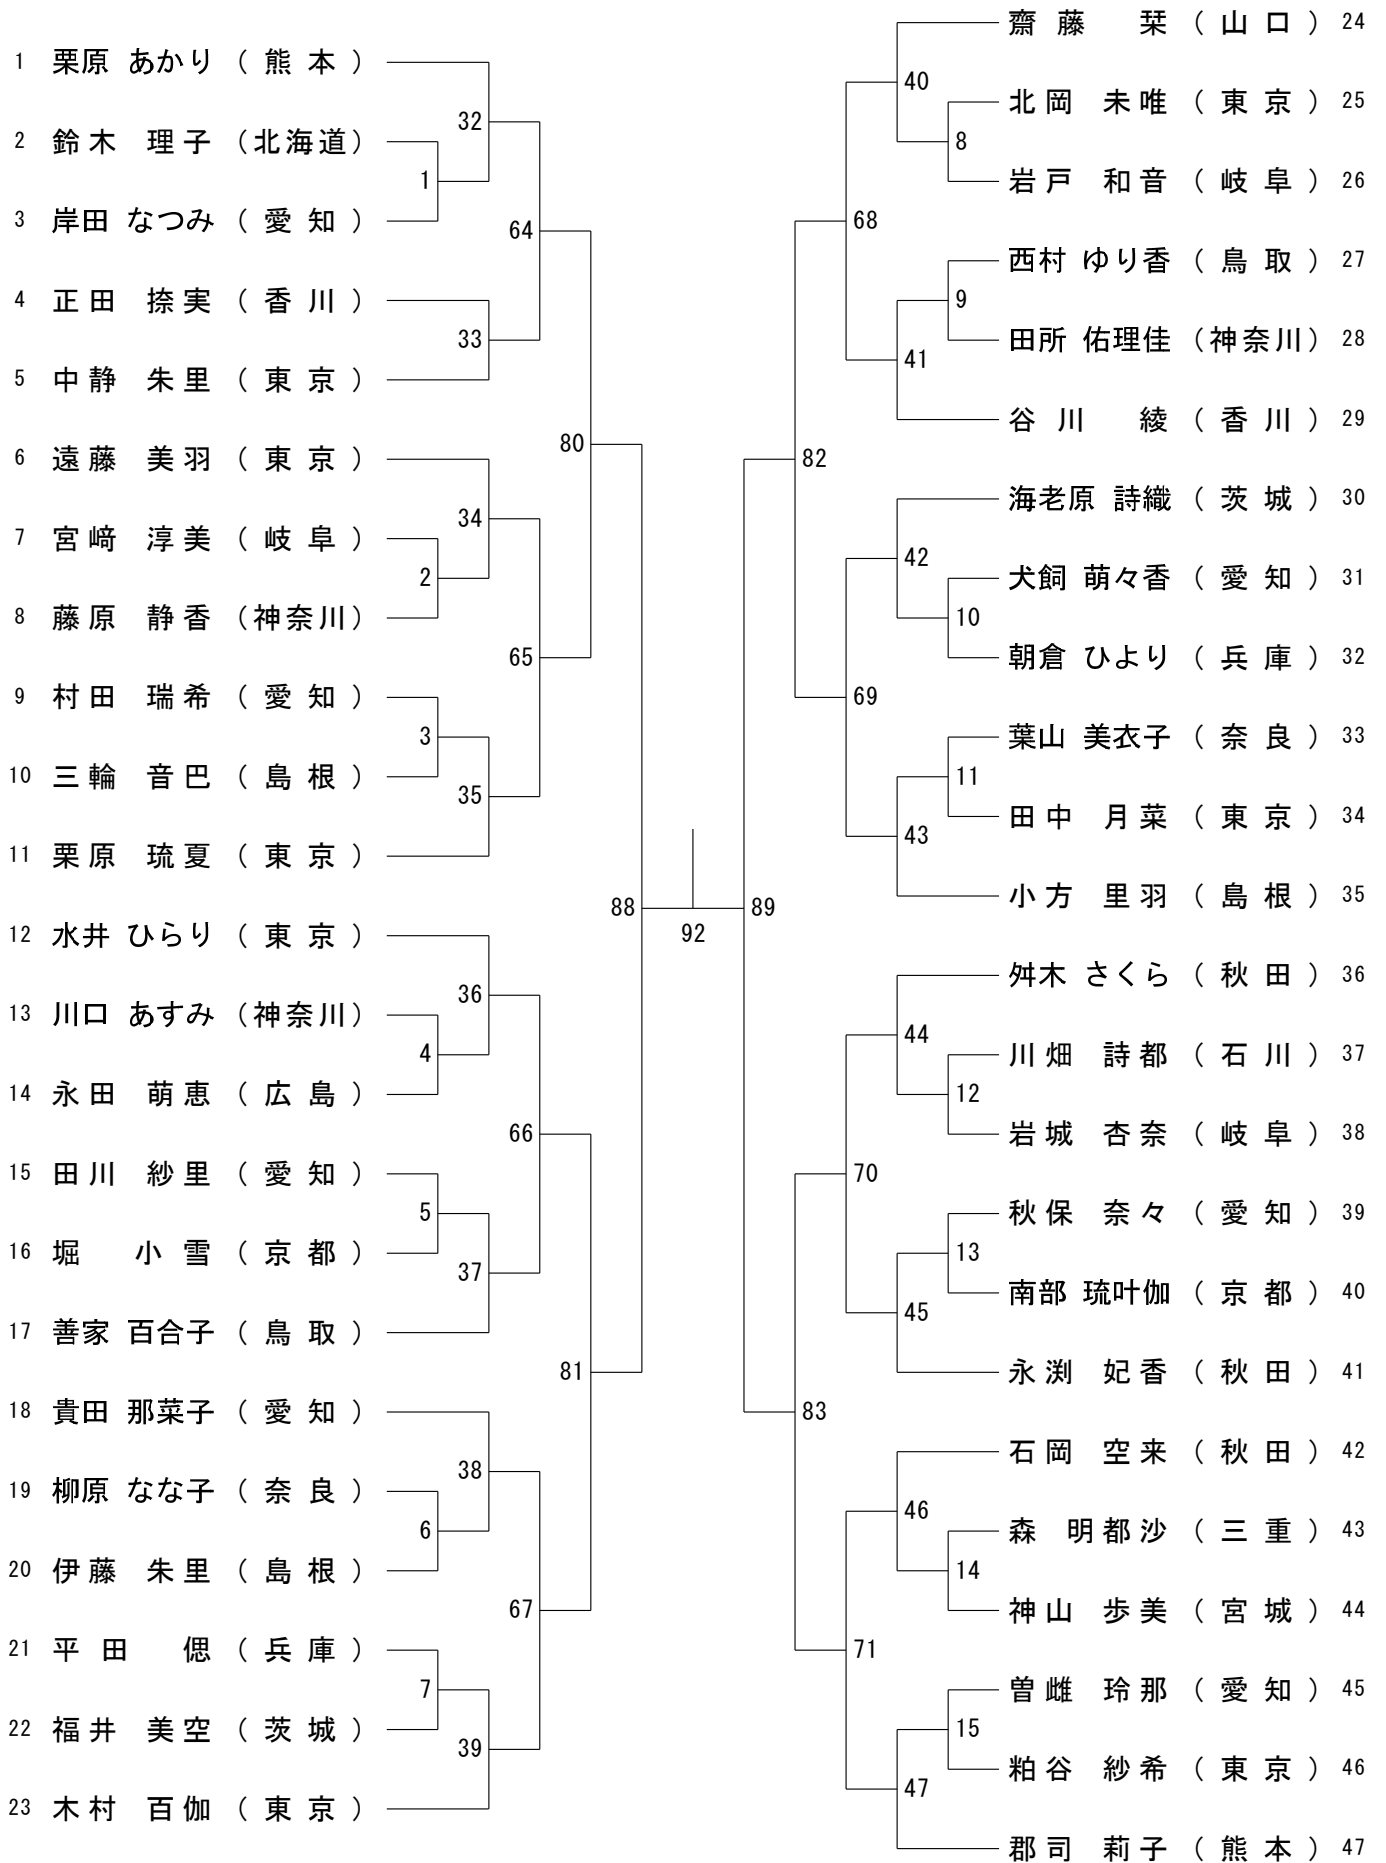 1 栗原 あかり (熊本)
2 鈴木 理子 (北海道)
3 岸田 なつみ (愛知)
4 正田 捺実 (香川)
5 中静 朱里 (東京)
6 遠藤 美羽 (東京)
7 宮﨑 淳美 (岐阜)
8 藤原 静香 (神奈川)
9 村田 瑞希 (愛知)
10 三輪 音巴 (島根)
11 栗原 琉夏 (東京)
12 水井 ひらり (東京)
13 川口 あすみ (神奈川)
14 永田 萌恵 (広島)
15 田川 紗里 (愛知)
16 堀 小雪 (京都)
17 善家 百合子 (鳥取)
18 貴田 那菜子 (愛知)
19 柳原 なな子 (奈良)
20 伊藤 朱里 (島根)
21 平田 偲 (兵庫)
22 福井 美空 (茨城)
23 木村 百伽 (東京)
1
2
3
4
5
6
7
32
33
34
35
36
37
38
39
64
65
66
67
80
81
88
92
89
82
83
68
69
70
71
40
41
42
43
44
45
46
47
8
9
10
11
12
13
14
15
齋藤 栞 (山口) 24
北岡 未唯 (東京) 25
岩戸 和音 (岐阜) 26
西村 ゆり香 (鳥取) 27
田所 佑理佳 (神奈川) 28
谷川 綾 (香川) 29
海老原 詩織 (茨城) 30
犬飼 萌々香 (愛知) 31
朝倉 ひより (兵庫) 32
葉山 美衣子 (奈良) 33
田中 月菜 (東京) 34
小方 里羽 (島根) 35
舛木 さくら (秋田) 36
川畑 詩都 (石川) 37
岩城 杏奈 (岐阜) 38
秋保 奈々 (愛知) 39
南部 琉叶伽 (京都) 40
永渕 妃香 (秋田) 41
石岡 空来 (秋田) 42
森 明都沙 (三重) 43
神山 歩美 (宮城) 44
曽雌 玲那 (愛知) 45
粕谷 紗希 (東京) 46
郡司 莉子 (熊本) 47